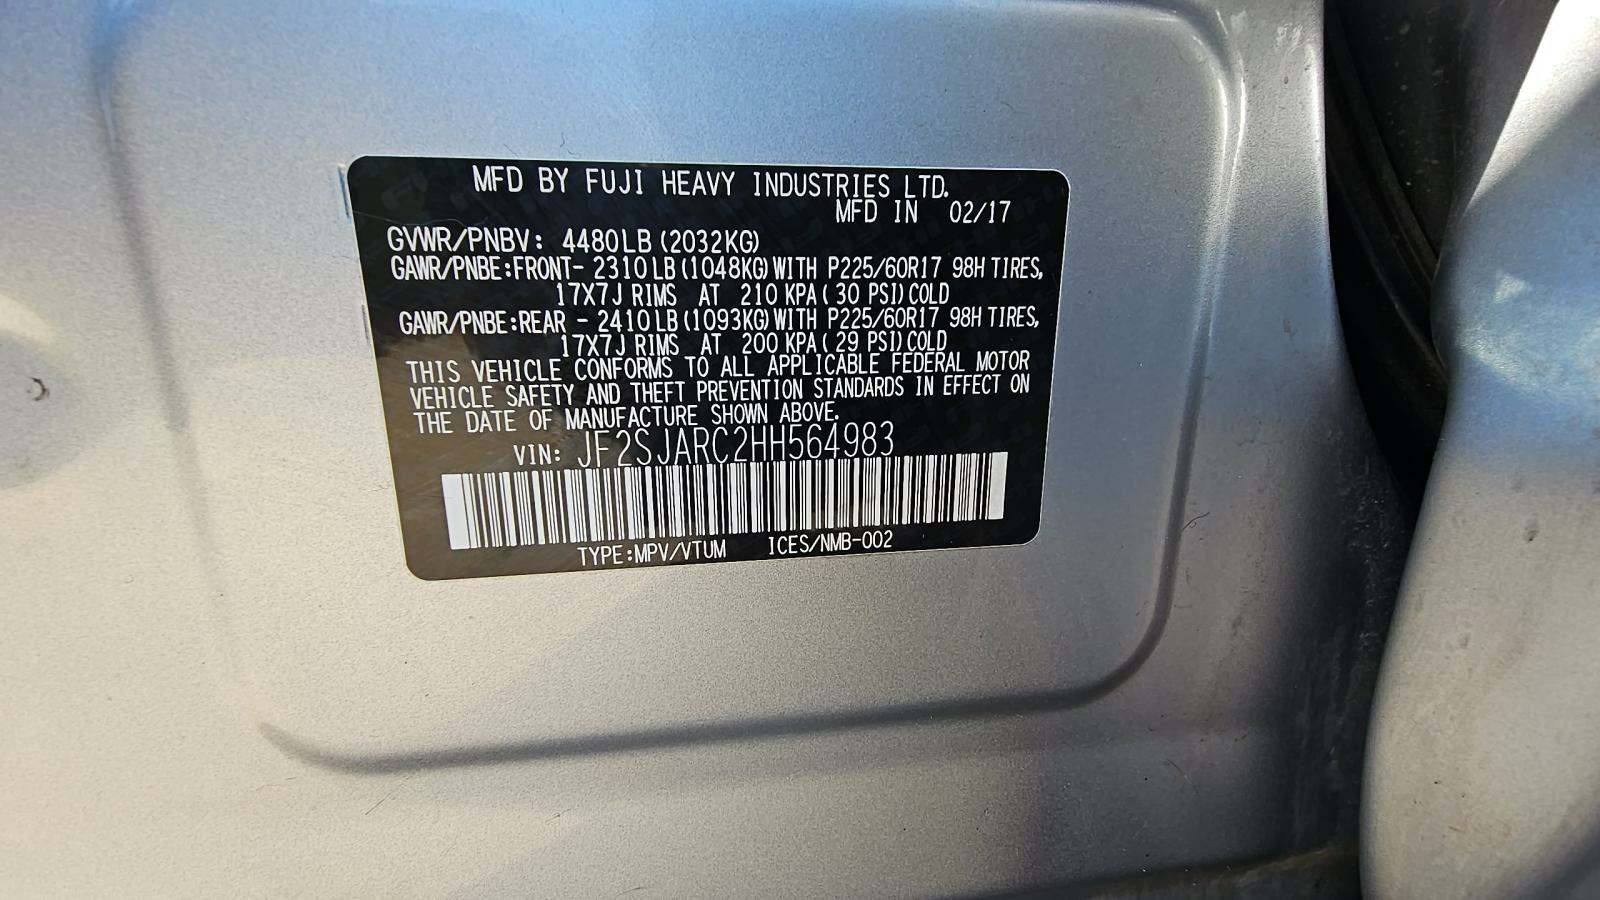 MFD BY FUJI HEAVY INDUSTRIES LTD.
MFD IN 02/17
GVWR/PNBV: 4480LB (2032KG)
GAWR/PNBE:FRONT- 2310LB (1048KG) WITH P225/60R17 98H TIRES,
17X7J RIMS AT 210 KPA ( 30 PSI) COLD
GAWR/PNBE:REAR - 2410LB (1093KG) WITH P225/60R17 98H TIRES,
17X7J RIMS AT 200 KPA ( 29 PSI) COLD
THIS VEHICLE CONFORMS TO ALL APPLICABLE FEDERAL MOTOR
VEHICLE SAFETY AND THEFT PREVENTION STANDARDS IN EFFECT ON
THE DATE OF MANUFACTURE SHOWN ABOVE.
VIN: JF2SJARC2HH564983
TYPE:MPV/VTUM ICES/NMB-002